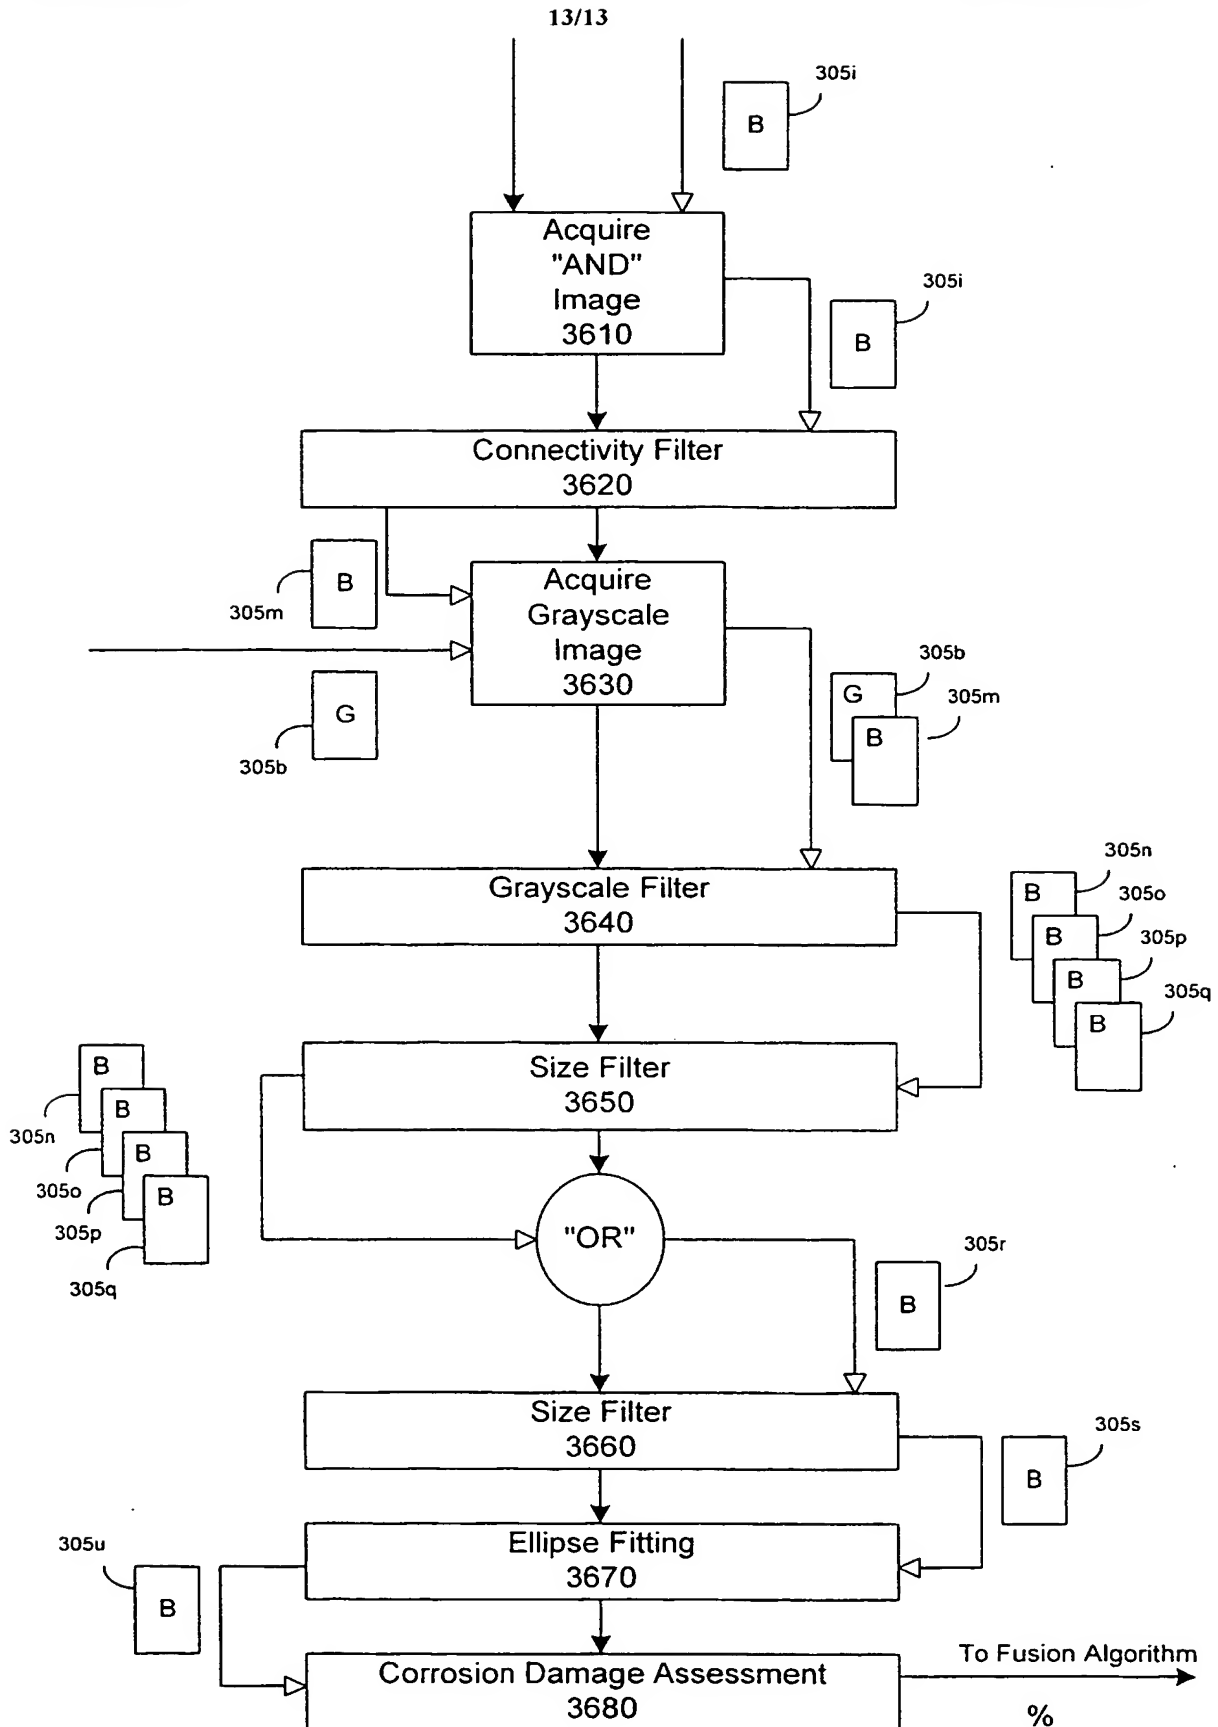 13/13
305i
B
Acquire
"AND"
Image
3610
305i
B
Connectivity Filter
3620
B
305m
Acquire
Grayscale
Image
3630
G
305b
305b
G
305m
B
Grayscale Filter
3640
305n
B
305o
B
305p
B
305q
B
Size Filter
3650
B
305n
B
305o
B
305p
B
305q
"OR"
305r
B
Size Filter
3660
305s
B
Ellipse Fitting
3670
305u
B
Corrosion Damage Assessment
3680
To Fusion Algorithm
%